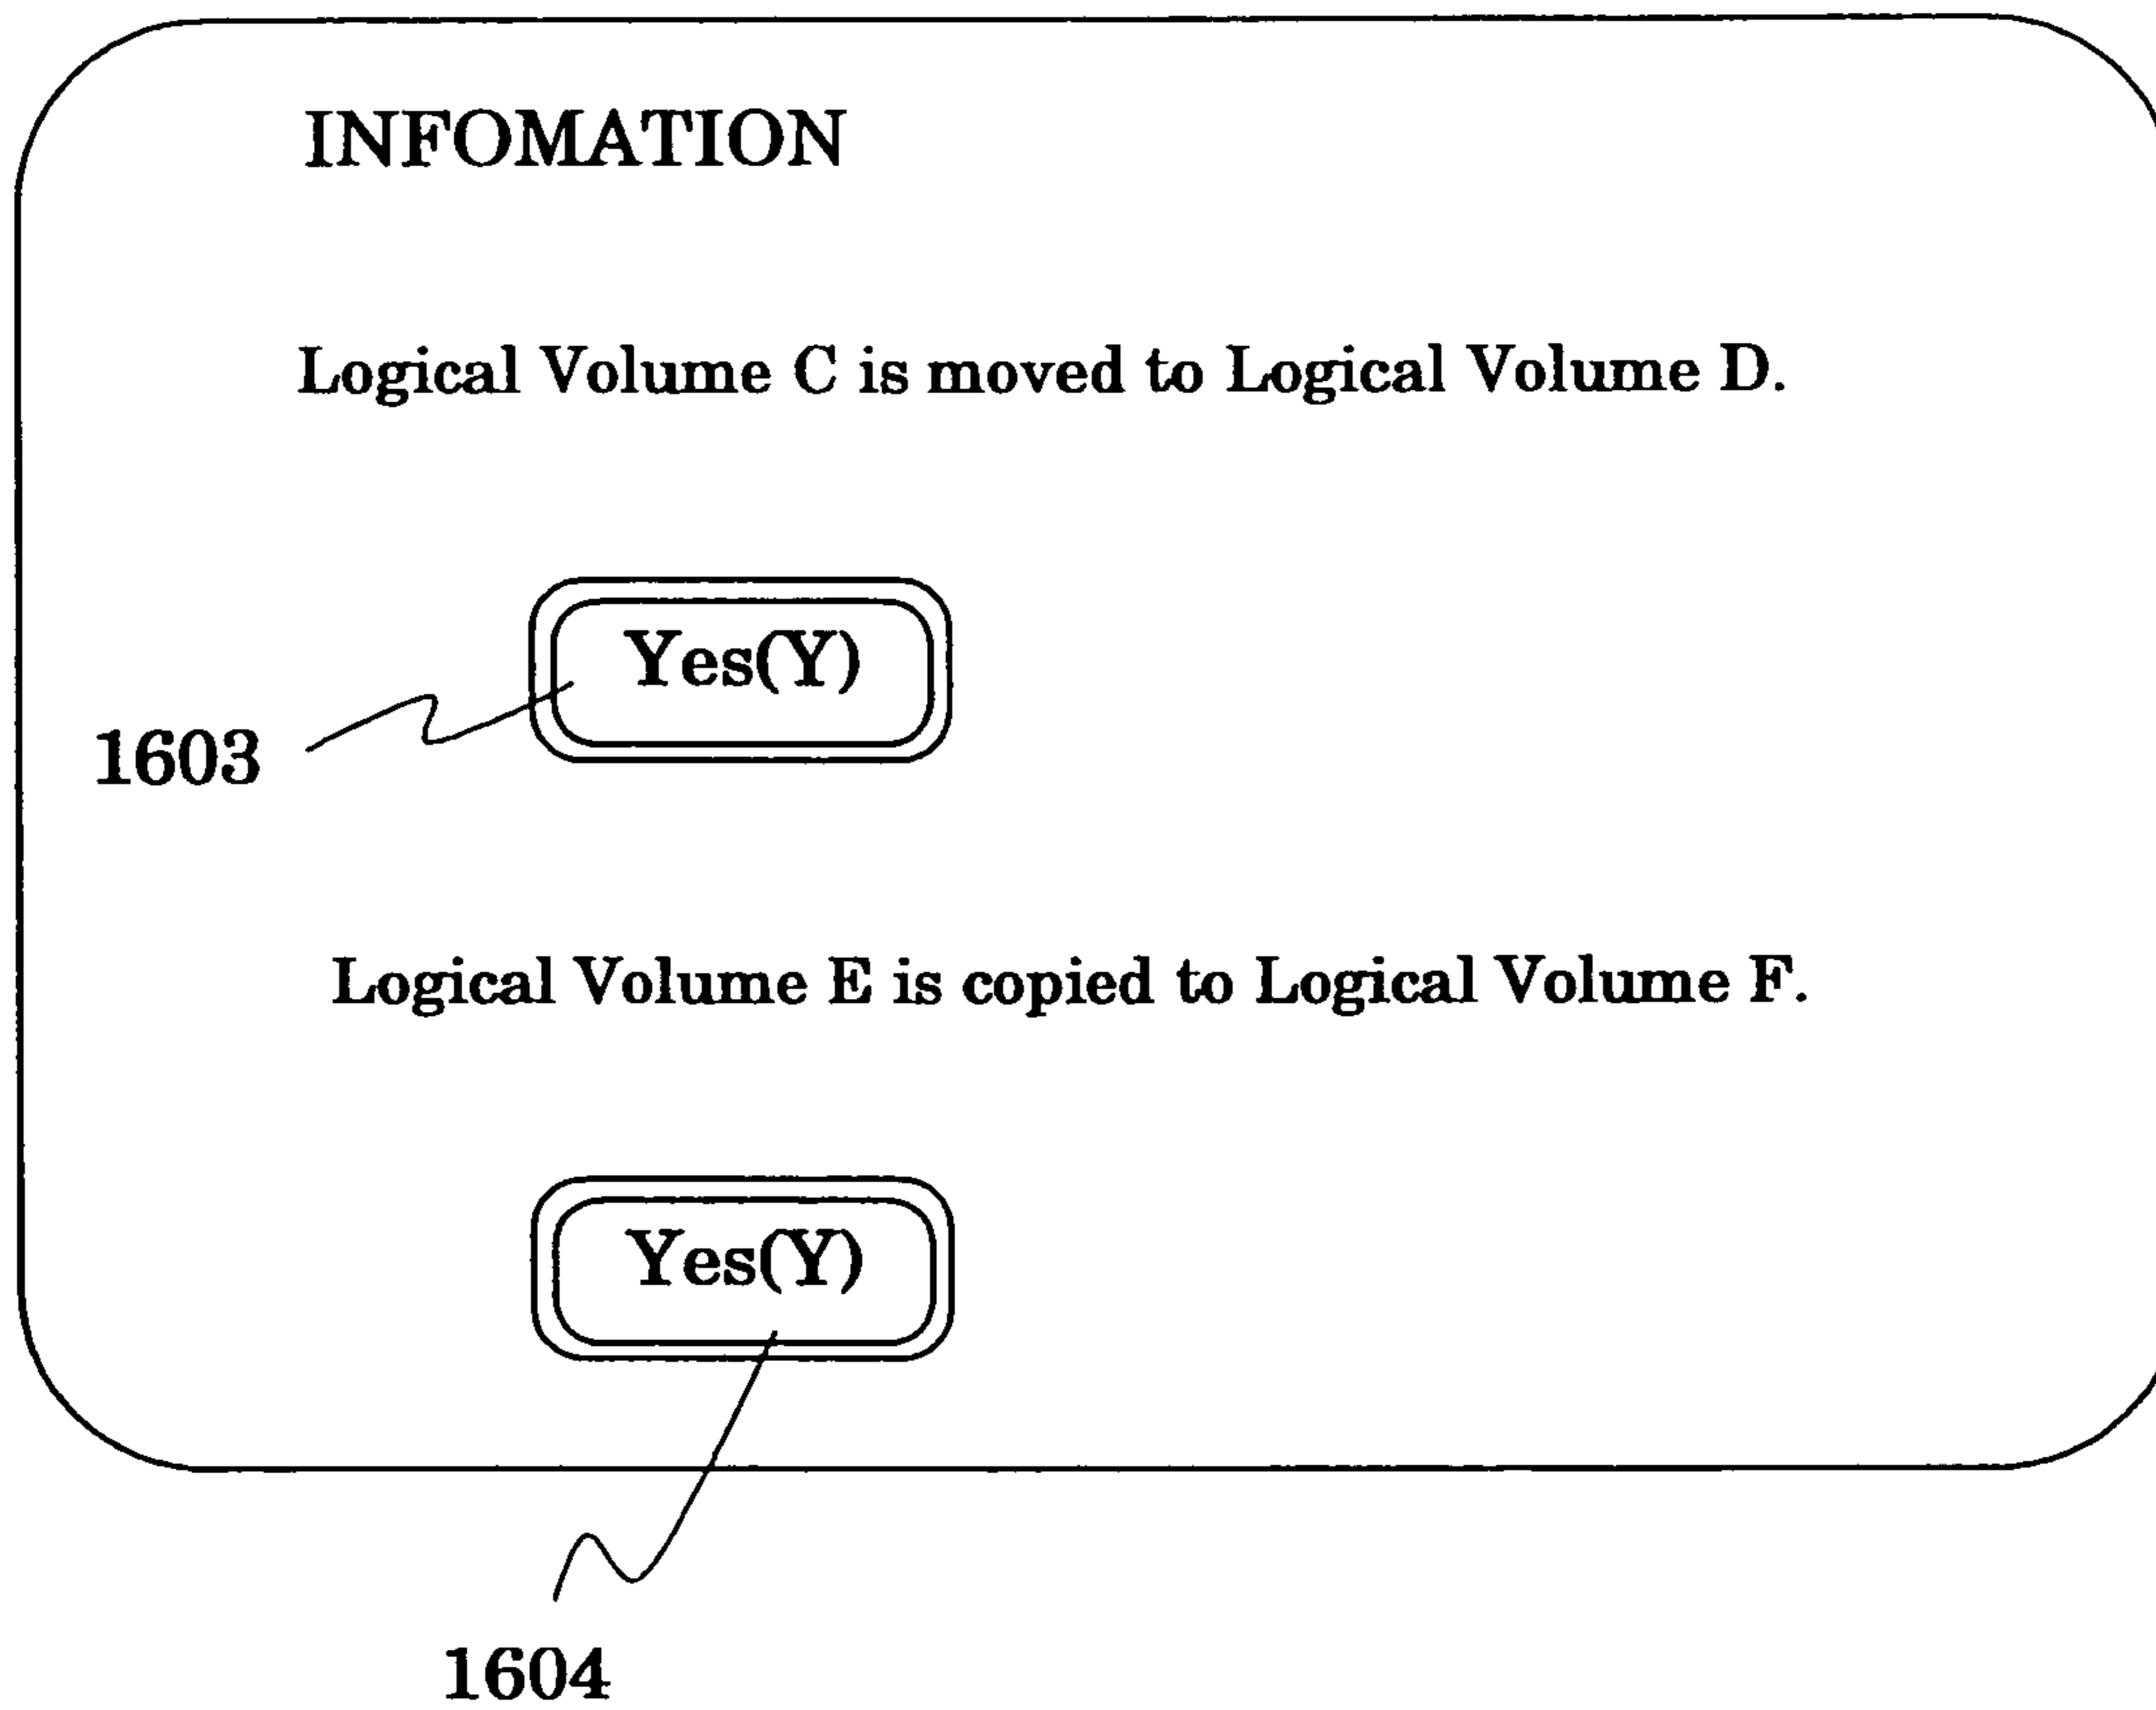 INFOMATION
Logical Volume C is moved to Logical Volume D.
Yes(Y)
1603
Logical Volume E is copied to Logical Volume F.
Yes(Y)
1604